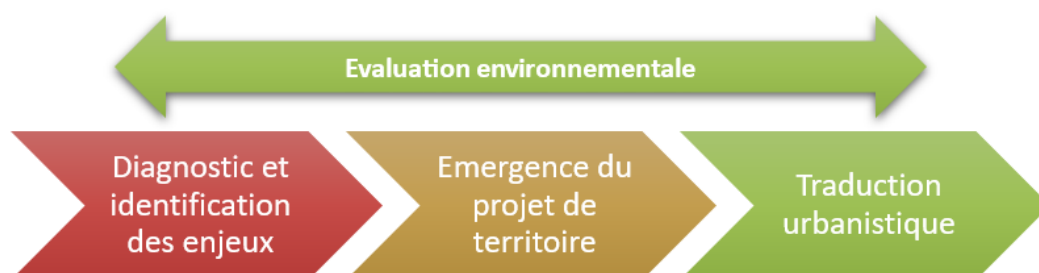 Evaluation environnementale
Diagnostic et
identification
des enjeux
Emergence du
projet de
territoire
Traduction
urbanistique